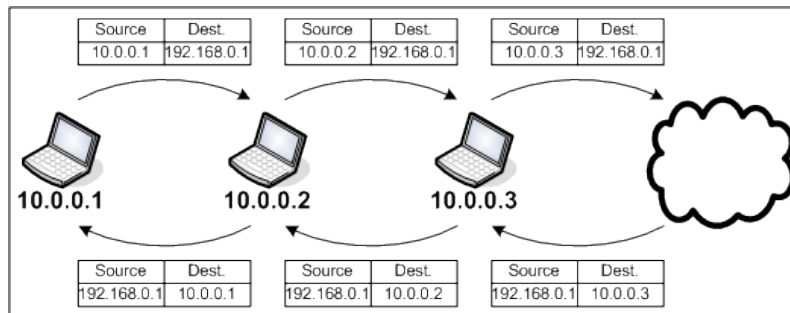 Source Dest. Source Dest. Source Dest.
10.0.0.1 192.168.0.1 10.0.0.2 192.168.0.1 10.0.0.3 192.168.0.1
10.0.0.1 10.0.0.2 10.0.0.3
Source Dest. Source Dest. Source Dest.
192.168.0.1 10.0.0.1 192.168.0.1 10.0.0.2 192.168.0.1 10.0.0.3